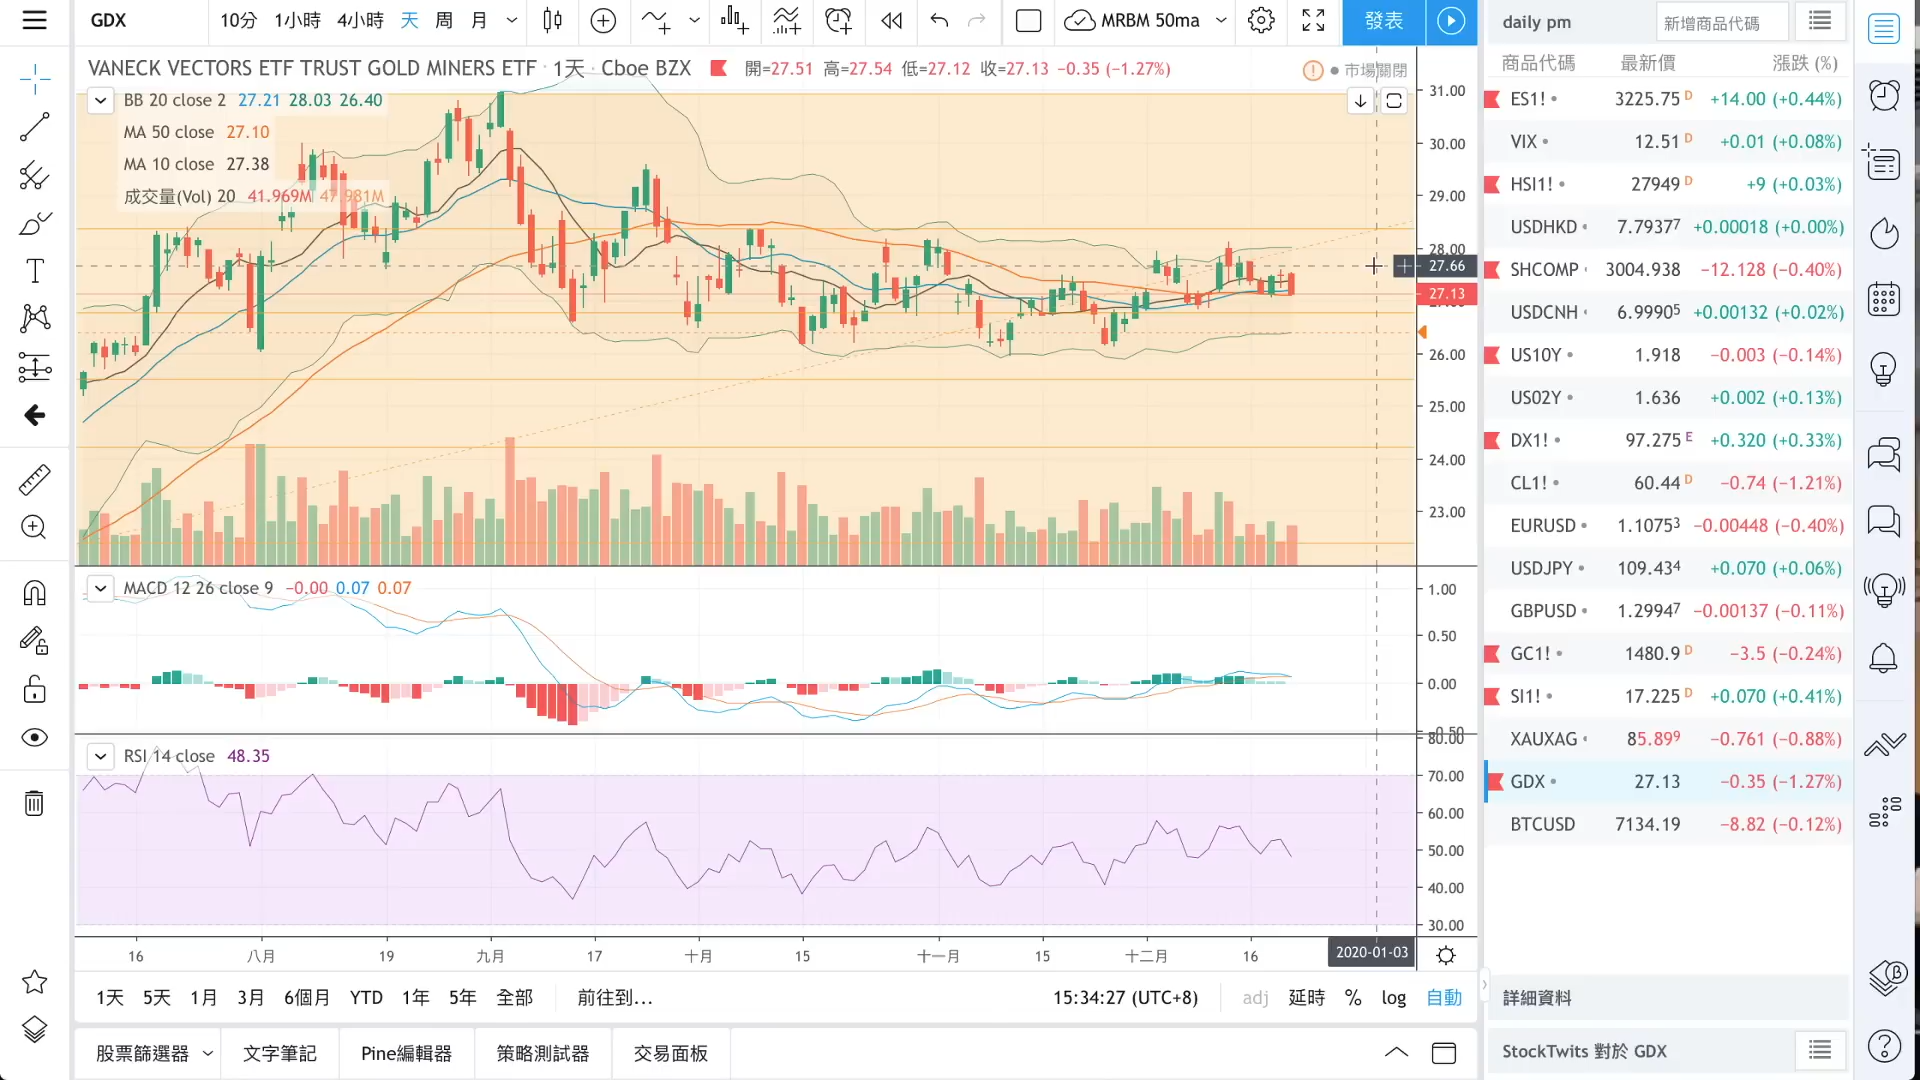 GDX
10分 1小時 4小時 天 周 月
MRBM 50ma
發表
VANECK VECTORS ETF TRUST GOLD MINERS ETF · 1天 · Cboe BZX
開=27.51 高=27.54 低=27.12 收=27.13 −0.35 (−1.27%)
市場關閉
BB 20 close 2 27.21 28.03 26.40
MA 50 close 27.10
MA 10 close 27.38
成交量(Vol) 20 41.969M 47.981M
31.00
30.00
29.00
28.00
27.66
27.13
26.00
25.00
24.00
23.00
MACD 12 26 close 9 −0.00 0.07 0.07
1.00
0.50
0.00
80.00
RSI 14 close 48.35
70.00
60.00
50.00
40.00
30.00
16 八月 19 九月 17 十月 15 十一月 15 十二月 16 2020-01-03
1天 5天 1月 3月 6個月 YTD 1年 5年 全部 前往到...
15:34:27 (UTC+8) adj 延時 % log 自動
股票篩選器 文字筆記 Pine編輯器 策略測試器 交易面板
daily pm
新增商品代碼
商品代碼 最新價 漲跌 (%)
ES1! 3225.75 D +14.00 (+0.44%)
VIX 12.51 D +0.01 (+0.08%)
HSI1! 27949 D +9 (+0.03%)
USDHKD 7.79377 +0.00018 (+0.00%)
SHCOMP 3004.938 −12.128 (−0.40%)
USDCNH 6.99905 +0.00132 (+0.02%)
US10Y 1.918 −0.003 (−0.14%)
US02Y 1.636 +0.002 (+0.13%)
DX1! 97.275 E +0.320 (+0.33%)
CL1! 60.44 D −0.74 (−1.21%)
EURUSD 1.10753 −0.00448 (−0.40%)
USDJPY 109.434 +0.070 (+0.06%)
GBPUSD 1.29947 −0.00137 (−0.11%)
GC1! 1480.9 D −3.5 (−0.24%)
SI1! 17.225 D +0.070 (+0.41%)
XAUXAG 85.899 −0.761 (−0.88%)
GDX 27.13 −0.35 (−1.27%)
BTCUSD 7134.19 −8.82 (−0.12%)
詳細資料
StockTwits 對於 GDX